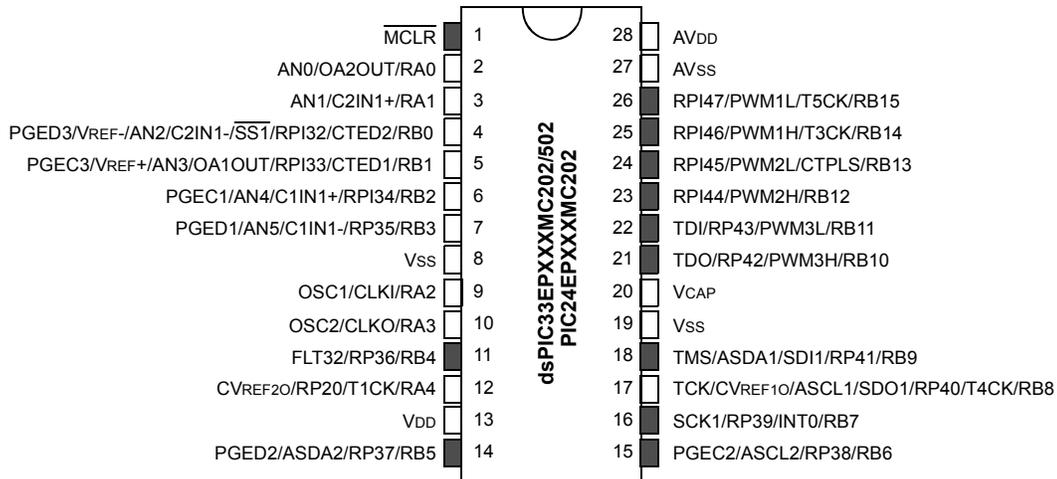 MCLR 1
AN0/OA2OUT/RA0 2
AN1/C2IN1+/RA1 3
PGED3/VREF-/AN2/C2IN1-/SS1/RPI32/CTED2/RB0 4
PGEC3/VREF+/AN3/OA1OUT/RPI33/CTED1/RB1 5
PGEC1/AN4/C1IN1+/RPI34/RB2 6
PGED1/AN5/C1IN1-/RP35/RB3 7
VSS 8
OSC1/CLKI/RA2 9
OSC2/CLKO/RA3 10
FLT32/RP36/RB4 11
CVREF2O/RP20/T1CK/RA4 12
VDD 13
PGED2/ASDA2/RP37/RB5 14
dsPIC33EPXXXMC202/502
PIC24EPXXXMC202
28 AVDD
27 AVSS
26 RPI47/PWM1L/T5CK/RB15
25 RPI46/PWM1H/T3CK/RB14
24 RPI45/PWM2L/CTPLS/RB13
23 RPI44/PWM2H/RB12
22 TDI/RP43/PWM3L/RB11
21 TDO/RP42/PWM3H/RB10
20 VCAP
19 VSS
18 TMS/ASDA1/SDI1/RP41/RB9
17 TCK/CVREF1O/ASCL1/SDO1/RP40/T4CK/RB8
16 SCK1/RP39/INT0/RB7
15 PGEC2/ASCL2/RP38/RB6